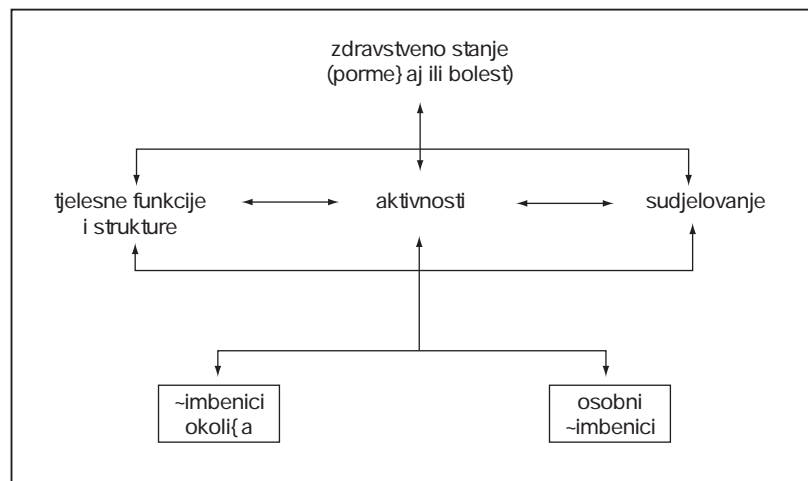 zdravstveno stanje
(porme}aj ili bolest)
tjelesne funkcije
i strukture
aktivnosti
sudjelovanje
~imbenici
okoli{a
osobni
~imbenici